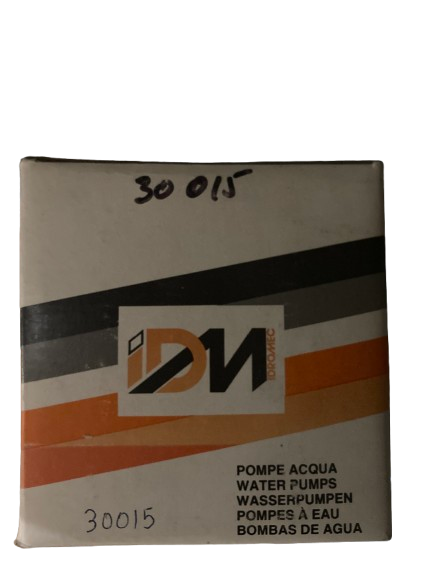 30 015
iDM
IDROMEC
POMPE ACQUA
WATER PUMPS
WASSERPUMPEN
POMPES À EAU
BOMBAS DE AGUA
30015